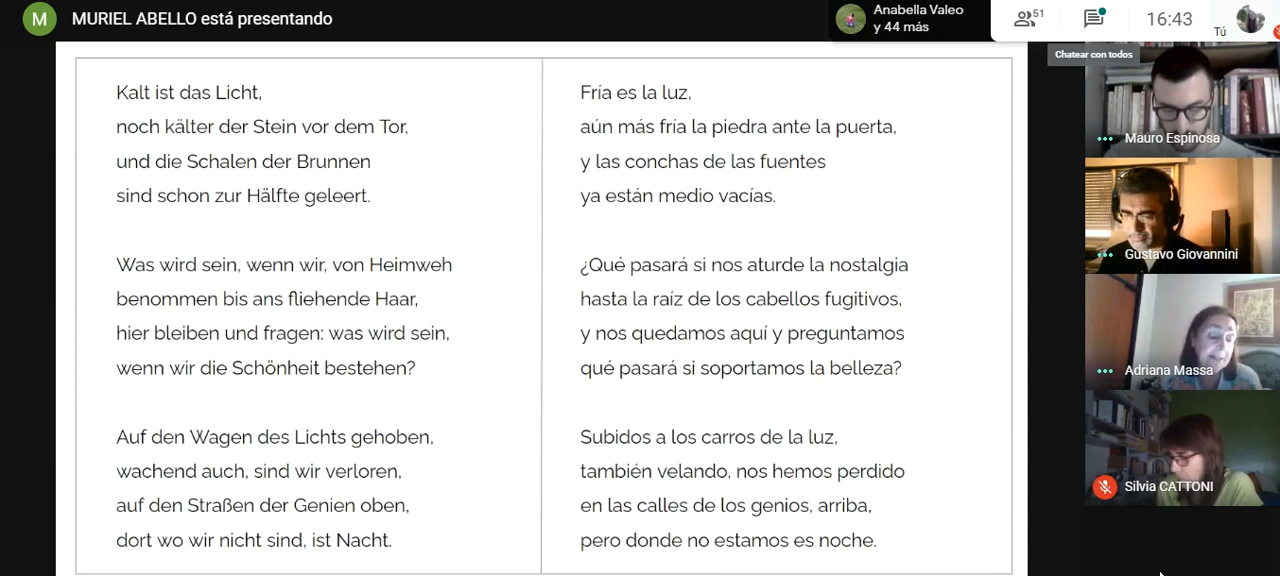 M
MURIEL ABELLO está presentando
Anabella Valeo
y 44 más
51
16:43
Tú
Chatear con todos
Kalt ist das Licht,
noch kälter der Stein vor dem Tor,
und die Schalen der Brunnen
sind schon zur Hälfte geleert.
Was wird sein, wenn wir, von Heimweh
benommen bis ans fliehende Haar,
hier bleiben und fragen: was wird sein,
wenn wir die Schönheit bestehen?
Auf den Wagen des Lichts gehoben,
wachend auch, sind wir verloren,
auf den Straßen der Genien oben,
dort wo wir nicht sind, ist Nacht.
Fría es la luz,
aún más fría la piedra ante la puerta,
y las conchas de las fuentes
ya están medio vacías.
¿Qué pasará si nos aturde la nostalgia
hasta la raíz de los cabellos fugitivos,
y nos quedamos aquí y preguntamos
qué pasará si soportamos la belleza?
Subidos a los carros de la luz,
también velando, nos hemos perdido
en las calles de los genios, arriba,
pero donde no estamos es noche.
Mauro Espinosa
Gustavo Giovannini
Adriana Massa
Silvia CATTONI